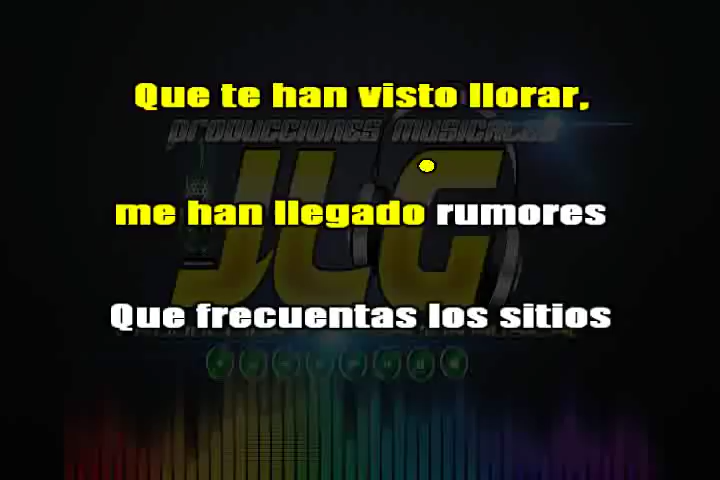 Que te han visto llorar,
PRODUCCIONES MUSICALES
JLG
me han llegado rumores
Que frecuentas los sitios